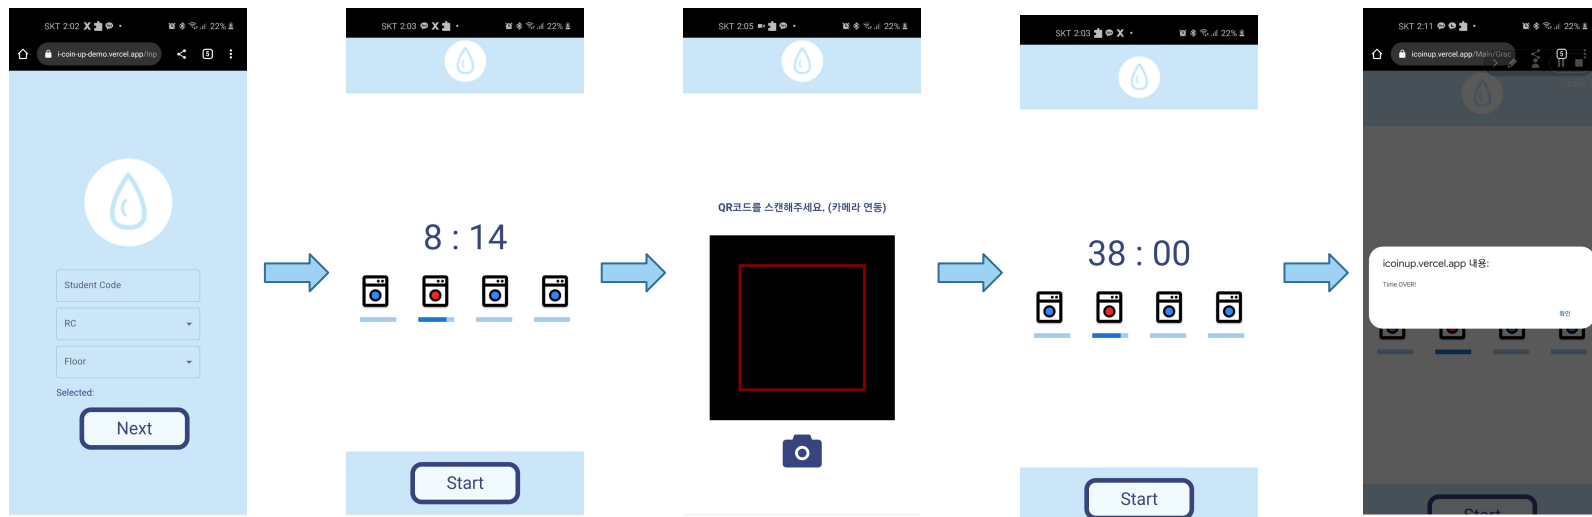 SKT 2:02
22%
i-coin-up-demo.vercel.app/Inp
5
Student Code
RC
Floor
Selected:
Next
SKT 2:03
22%
8 : 14
Start
SKT 2:05
22%
QR코드를 스캔해주세요. (카메라 연동)
SKT 2:03
22%
38 : 00
Start
SKT 2:11
22%
icoinup.vercel.app/Main/Grac
5
icoinup.vercel.app 내용:
Time OVER!
확인
Start